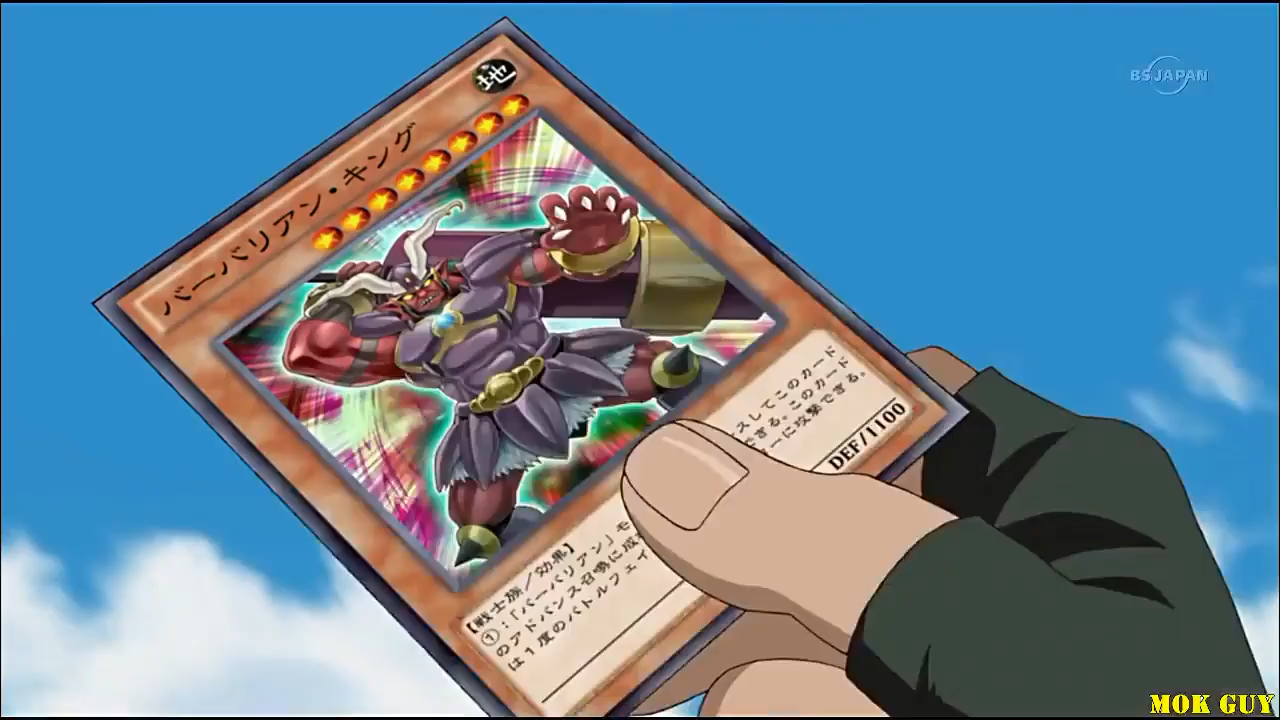 BS JAPAN
地
バーバリアン・キング
【戦士族／効果】
①：「バーバリアン」モ
スしてこのカード
のアドバンス召喚に成
できる。このカード
は１度のバトルフェイ
ーに攻撃できる。
DEF/1100
MOK GUY